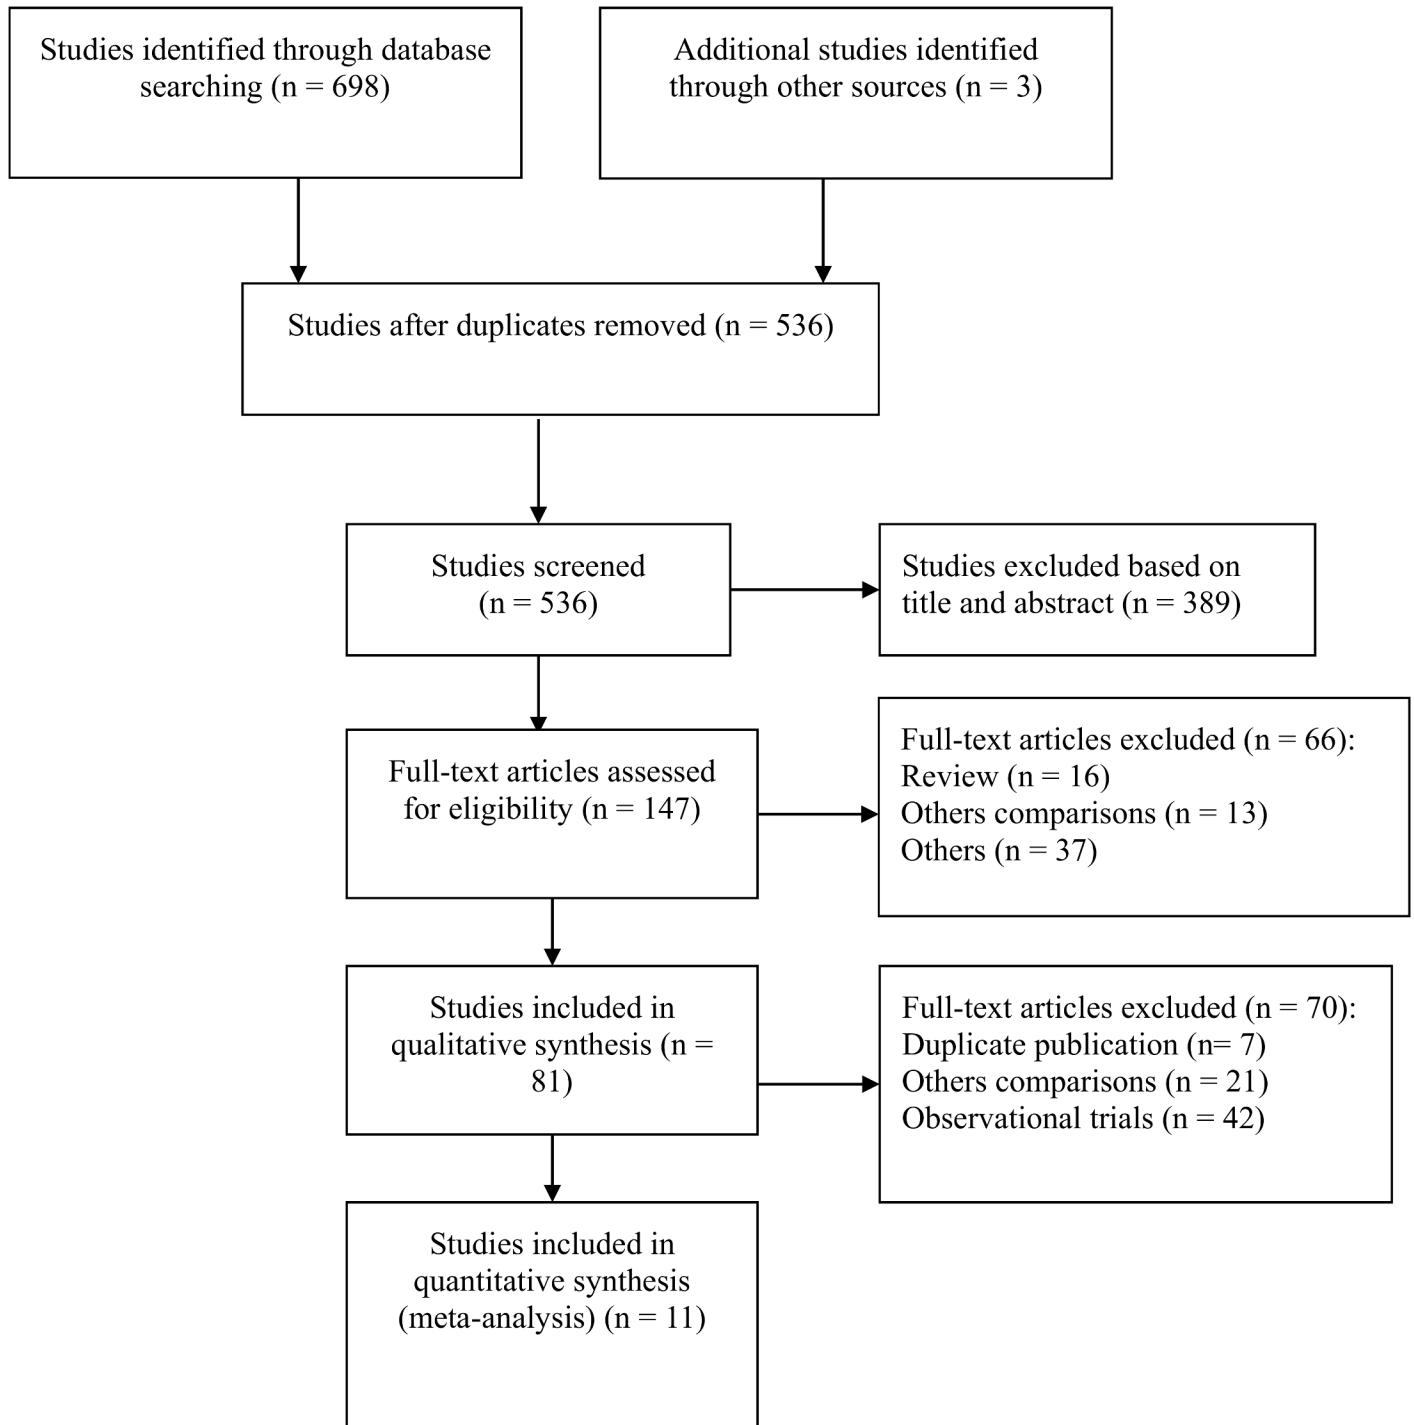 Studies identified through database
searching (n = 698)
Additional studies identified
through other sources (n = 3)
Studies after duplicates removed (n = 536)
Studies screened
(n = 536)
Studies excluded based on
title and abstract (n = 389)
Full-text articles assessed
for eligibility (n = 147)
Full-text articles excluded (n = 66):
Review (n = 16)
Others comparisons (n = 13)
Others (n = 37)
Studies included in
qualitative synthesis (n =
81)
Full-text articles excluded (n = 70):
Duplicate publication (n= 7)
Others comparisons (n = 21)
Observational trials (n = 42)
Studies included in
quantitative synthesis
(meta-analysis) (n = 11)